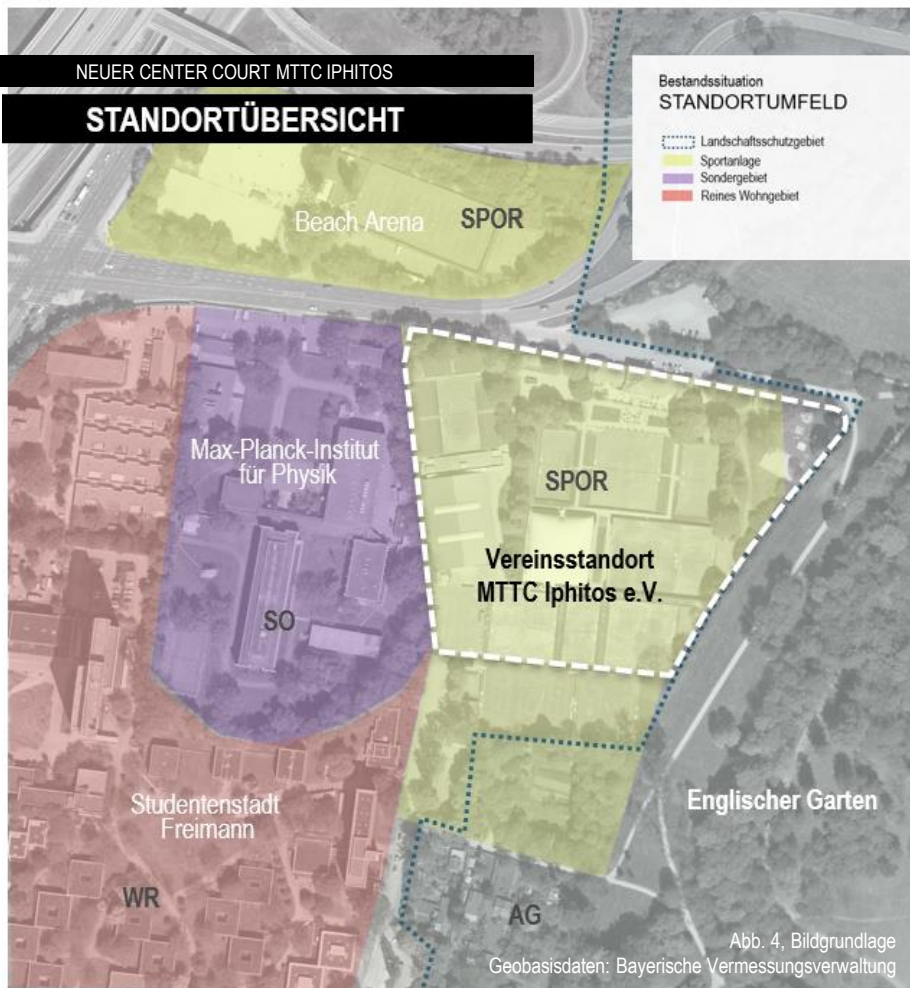 NEUER CENTER COURT MTTC IPHITOS
STANDORTÜBERSICHT
Bestandssituation
STANDORTUMFELD
Landschaftsschutzgebiet
Sportanlage
Sondergebiet
Reines Wohngebiet
Beach Arena
SPOR
Max-Planck-Institut
für Physik
SO
SPOR
Vereinsstandort
MTTC Iphitos e.V.
Studentenstadt
Freimann
WR
Englischer Garten
AG
Abb. 4, Bildgrundlage
Geobasisdaten: Bayerische Vermessungsverwaltung